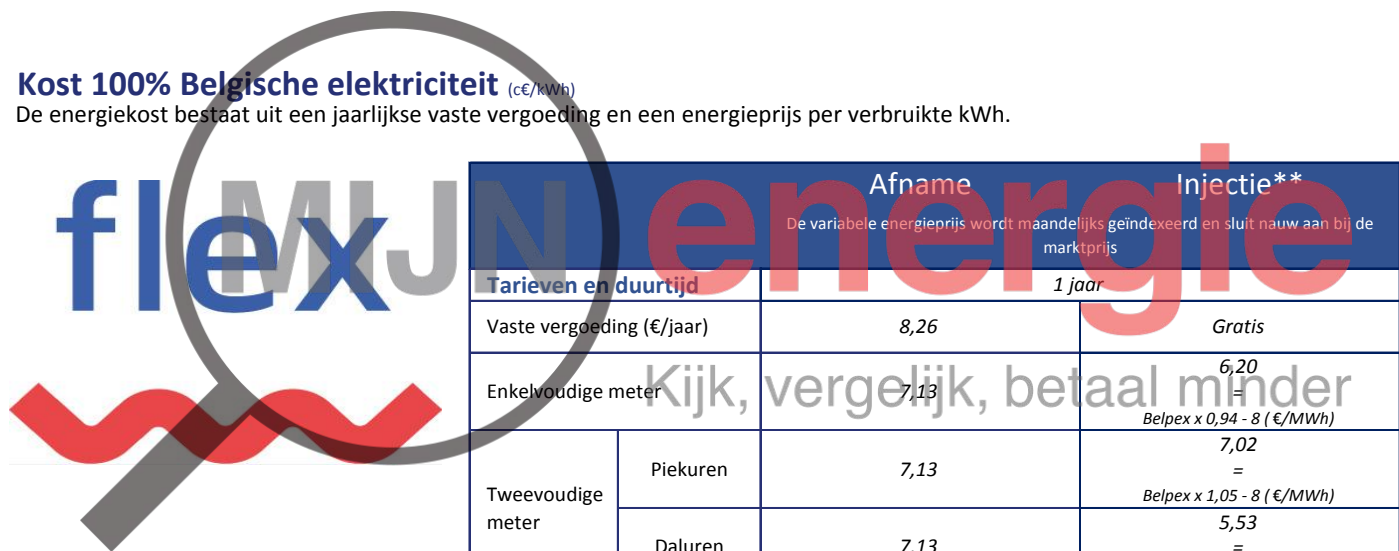 Kost 100% Belgische elektriciteit (c€/kWh)
De energiekost bestaat uit een jaarlijkse vaste vergoeding en een energieprijs per verbruikte kWh.
flex
MIJN energie
Kijk, vergelijk, betaal minder
Afname Injectie**
De variabele energieprijs wordt maandelijks geïndexeerd en sluit nauw aan bij de
marktprijs
Tarieven en duurtijd 1 jaar
Vaste vergoeding (€/jaar) 8,26 Gratis
Enkelvoudige meter 7,13 6,20
=
Belpex x 0,94 - 8 ( €/MWh)
Tweevoudige
meter
Piekuren 7,13 7,02
=
Belpex x 1,05 - 8 ( €/MWh)
Daluren 7,13 5,53
=